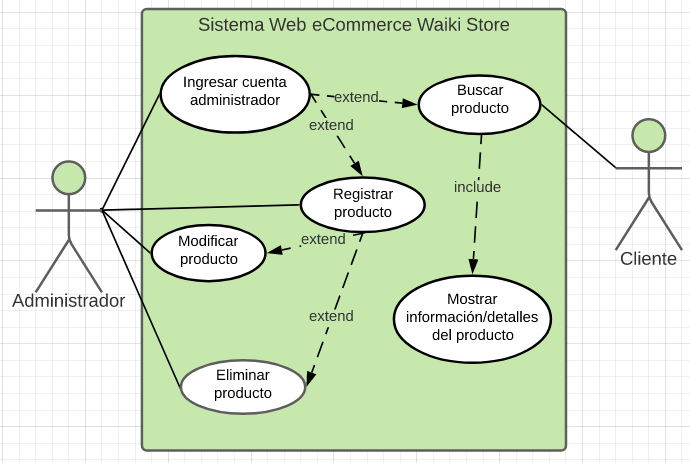 Sistema Web eCommerce Waiki Store
Ingresar cuenta
administrador
extend
Buscar
producto
extend
include
Registrar
producto
Modificar
producto
extend
Administrador
Cliente
Mostrar
información/detalles
del producto
extend
Eliminar
producto